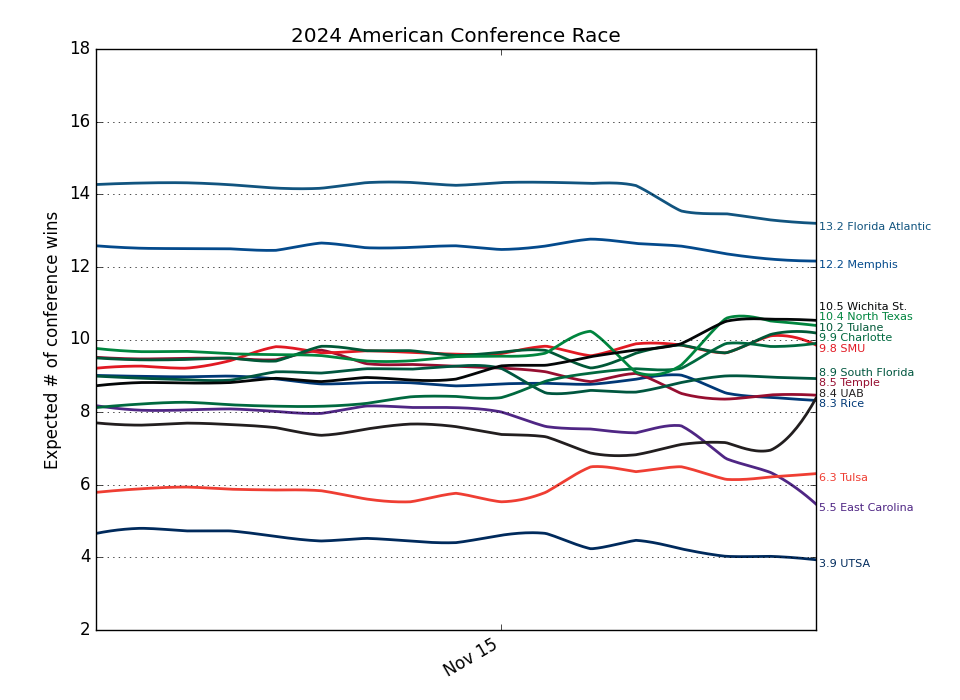 2024 American Conference Race
Expected # of conference wins
18
16
14
12
10
8
6
4
2
13.2 Florida Atlantic
12.2 Memphis
10.5 Wichita St.
10.4 North Texas
10.2 Tulane
9.9 Charlotte
9.8 SMU
8.9 South Florida
8.5 Temple
8.4 UAB
8.3 Rice
6.3 Tulsa
5.5 East Carolina
3.9 UTSA
Nov 15